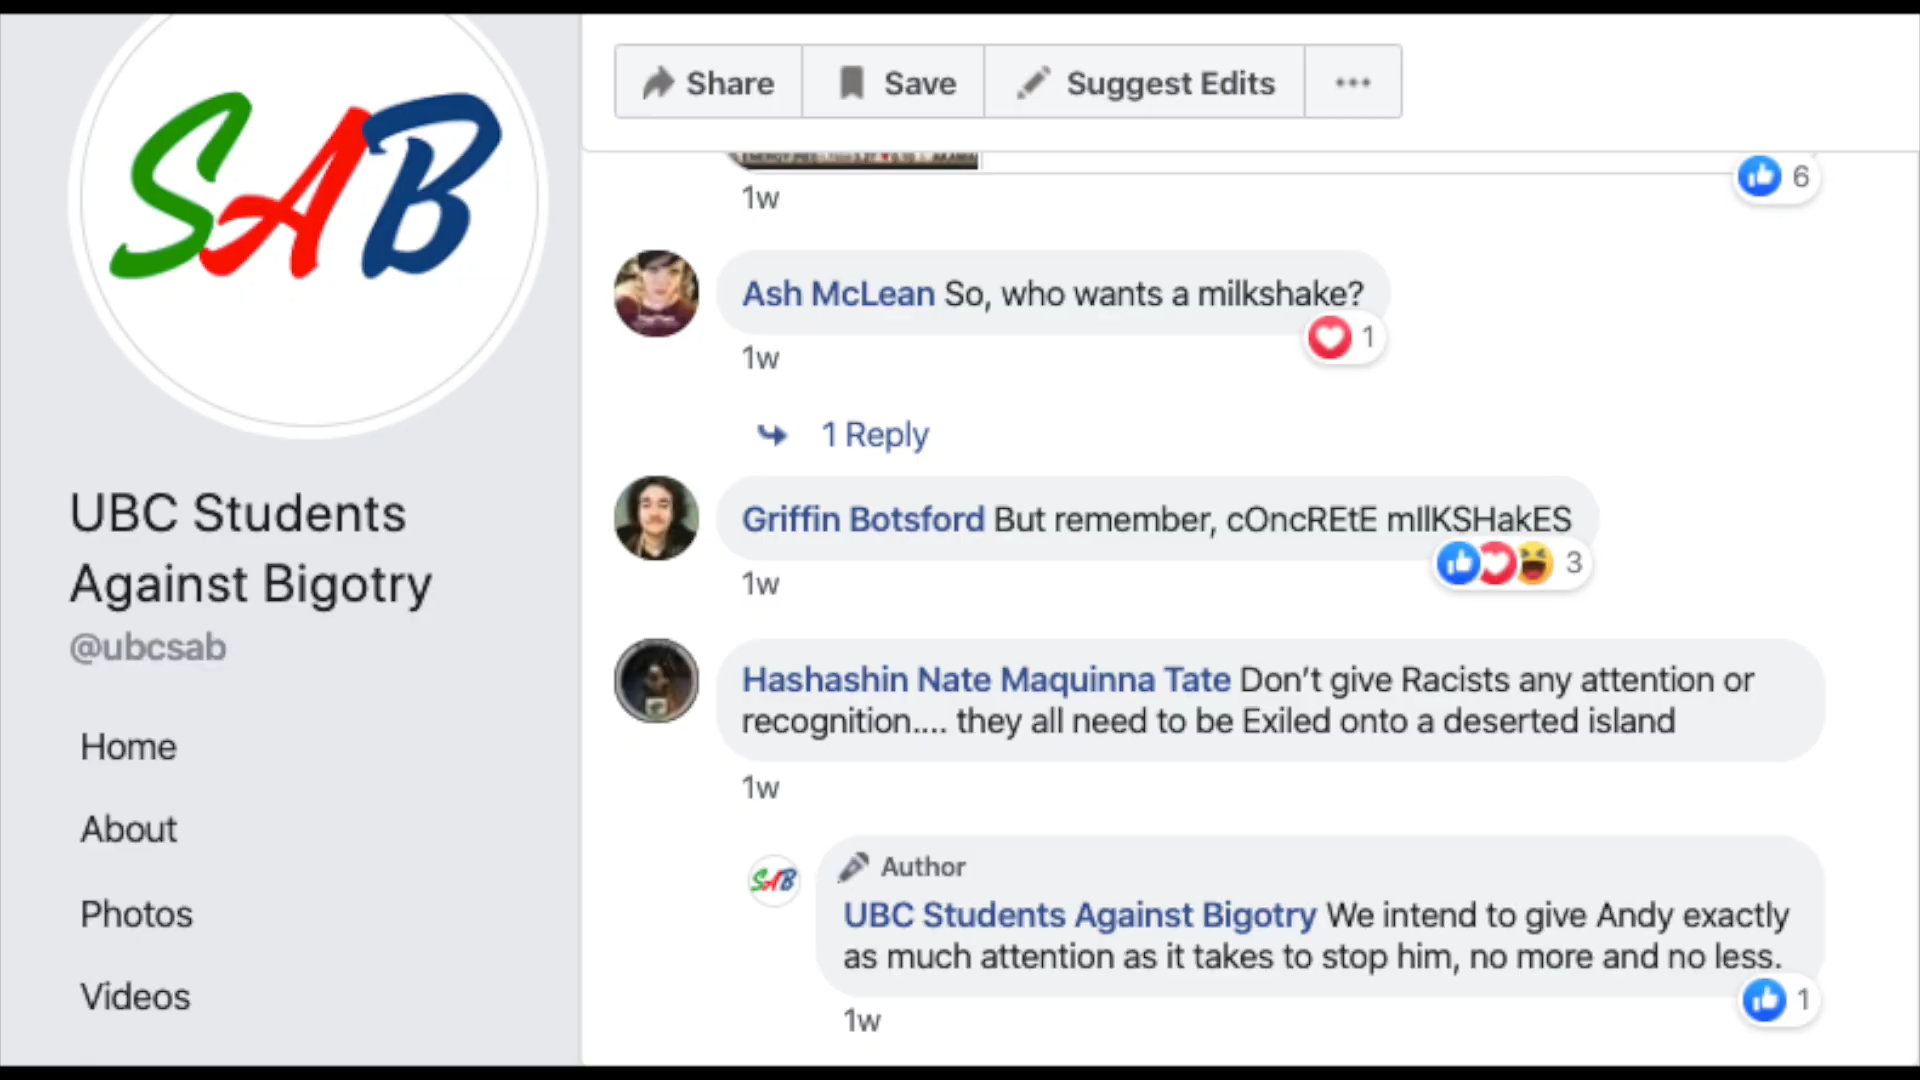 SAB
UBC Students
Against Bigotry
@ubcsab
Home
About
Photos
Videos
Share
Save
Suggest Edits
1w
6
Ash McLean So, who wants a milkshake?
1
1w
1 Reply
Griffin Botsford But remember, cOncREtE mIlKSHakES
3
1w
Hashashin Nate Maquinna Tate Don't give Racists any attention or
recognition.... they all need to be Exiled onto a deserted island
1w
SAB
Author
UBC Students Against Bigotry We intend to give Andy exactly
as much attention as it takes to stop him, no more and no less.
1
1w